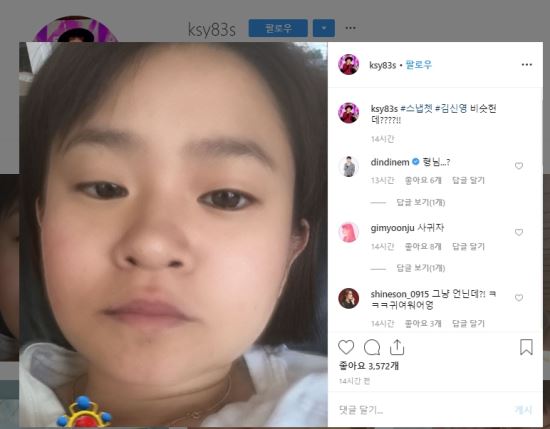 ksy83s 팔로우
ksy83s • 팔로우
ksy83s #스냅쳇 #김신영 비슷헌
데????!!
14시간
dindinem 형님...?
13시간 좋아요 6개 답글 달기
답글 보기(1개)
gimyoonju 사귀자
14시간 좋아요 8개 답글 달기
답글 보기(1개)
shineson_0915 그냥 언닌데?! ㅋ
ㅋㅋ귀여워어영
14시간 좋아요 3개 답글 달기
좋아요 3,572개
14시간 전
댓글 달기...
게시